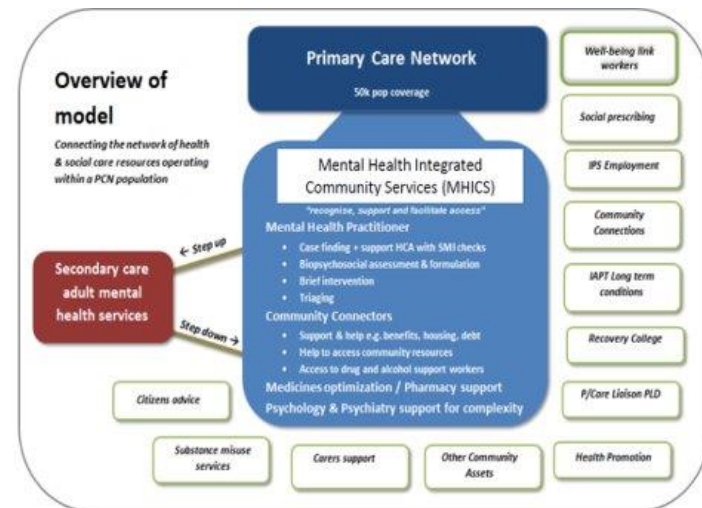 Overview of
model
Connecting the network of health
& social care resources operating
within a PCN population
Primary Care Network
50k pop coverage
Mental Health Integrated
Community Services (MHICS)
"recognise, support and facilitate access"
Mental Health Practitioner
• Case finding + support HCA with SMI checks
• Biopsychosocial assessment & formulation
• Brief intervention
• Triaging
Community Connectors
• Support & help e.g. benefits, housing, debt
• Help to access community resources
• Access to drug and alcohol support workers
Medicines optimization / Pharmacy support
Psychology & Psychiatry support for complexity
← Step up
Secondary care
adult mental
health services
Step down →
Well-being link
workers
Social prescribing
IPS Employment
Community
Connections
IAPT Long term
conditions
Recovery College
P/Care Liaison PLD
Health Promotion
Citizens advice
Substance misuse
services
Carers support
Other Community
Assets